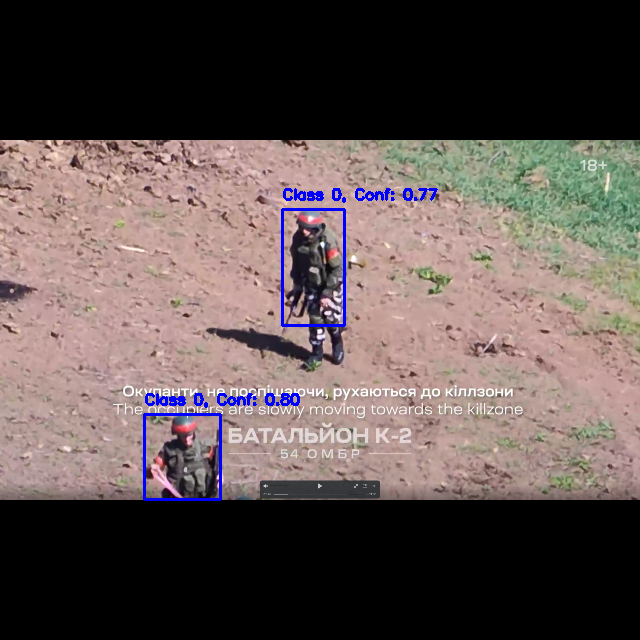 18+
Class 0, Conf: 0.77
Окупанти, не поспішаючи, рухаються до кіллзони
Class 0, Conf: 0.80
The occupiers are slowly moving towards the killzone
БАТАЛЬЙОН К-2
54 ОМБР